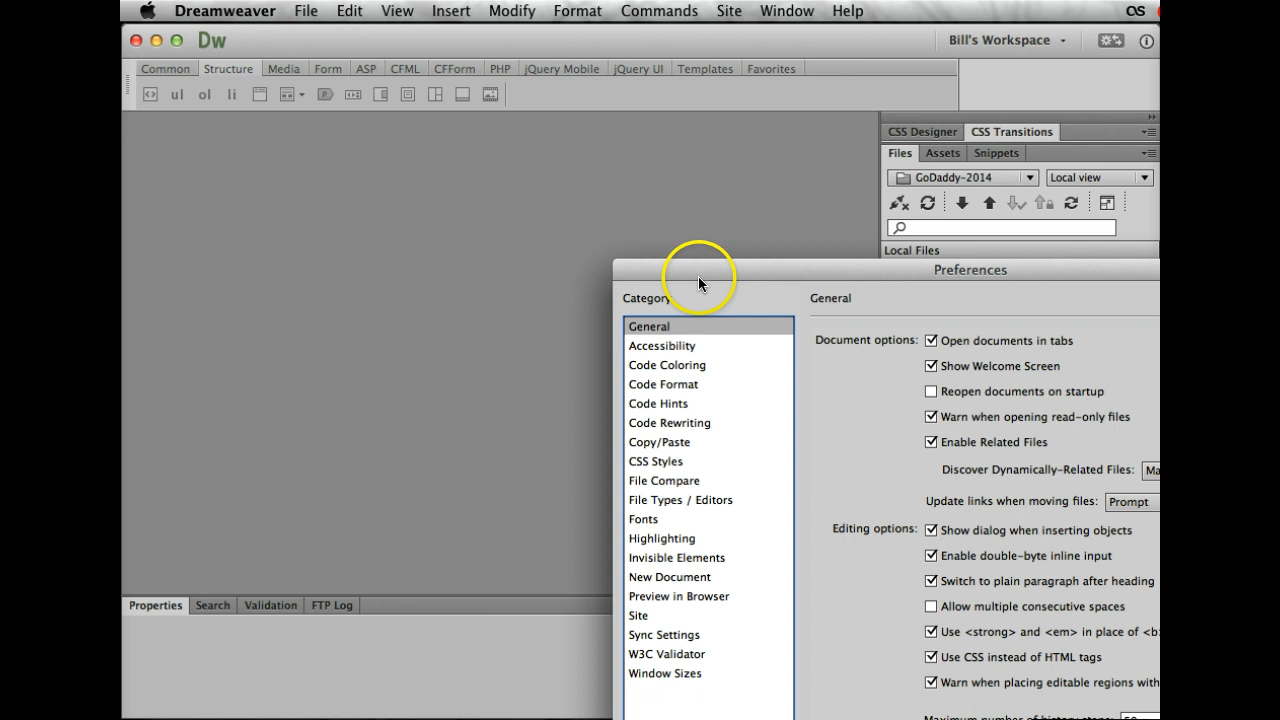 Dreamweaver File Edit View Insert Modify Format Commands Site Window Help
Dw Bill's Workspace
Common Structure Media Form ASP CFML CFForm PHP jQuery Mobile jQuery UI Templates Favorites
ul ol li
CSS Designer CSS Transitions
Files Assets Snippets
GoDaddy-2014 Local view
Local Files
Preferences
Category General
General
Accessibility
Code Coloring
Code Format
Code Hints
Code Rewriting
Copy/Paste
CSS Styles
File Compare
File Types / Editors
Fonts
Highlighting
Invisible Elements
New Document
Preview in Browser
Site
Sync Settings
W3C Validator
Window Sizes
Document options: Open documents in tabs
Show Welcome Screen
Reopen documents on startup
Warn when opening read-only files
Enable Related Files
Discover Dynamically-Related Files: Ma
Update links when moving files: Prompt
Editing options: Show dialog when inserting objects
Enable double-byte inline input
Switch to plain paragraph after heading
Allow multiple consecutive spaces
Use <strong> and <em> in place of <b
Use CSS instead of HTML tags
Warn when placing editable regions with
Properties Search Validation FTP Log